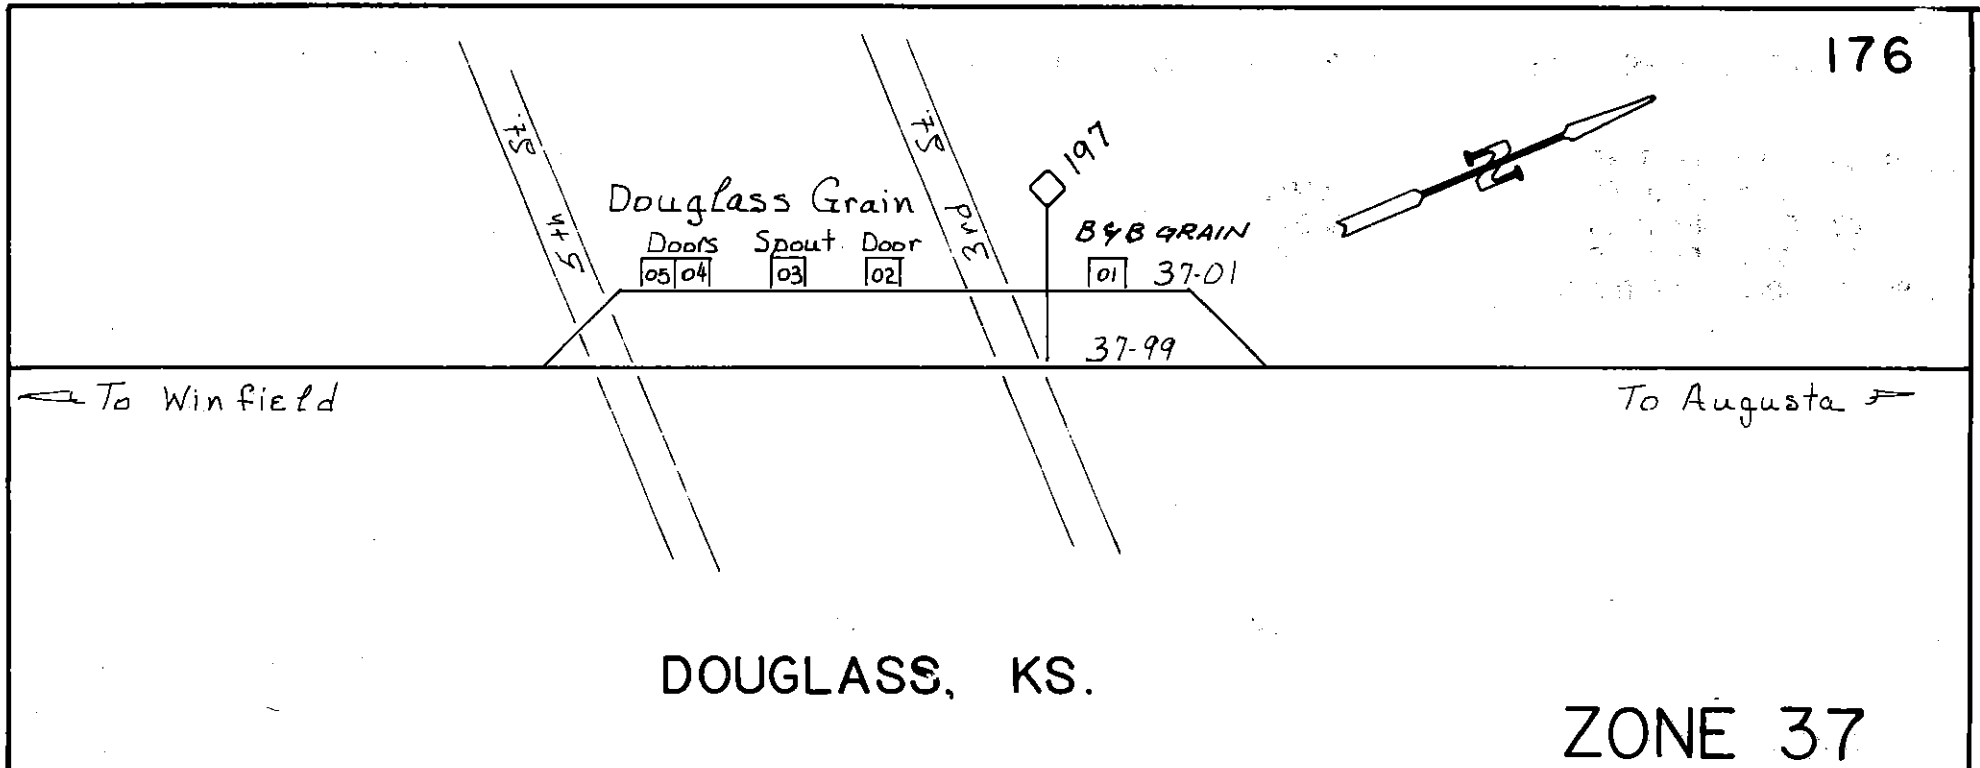 176
St.
5th
St.
3rd
197
N
Douglass Grain
Doors Spout Door
05 04 03 02
B&B GRAIN
01 37-01
37-99
To Winfield
To Augusta
DOUGLASS, KS.
ZONE 37